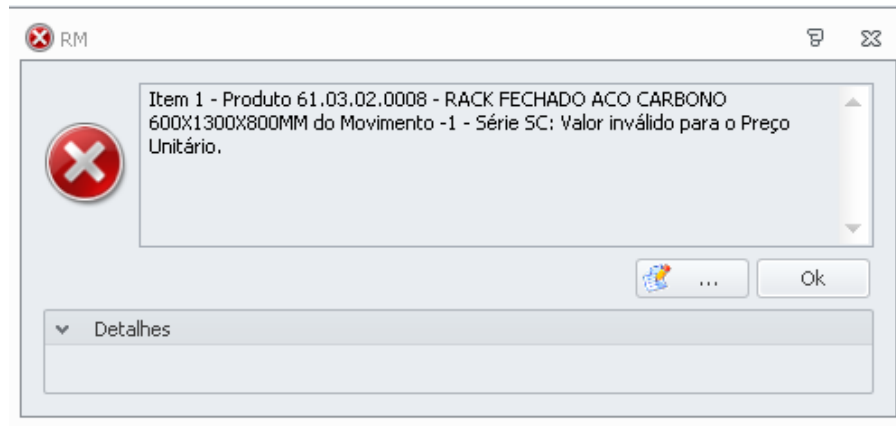 RM
Item 1 - Produto 61.03.02.0008 - RACK FECHADO ACO CARBONO
600X1300X800MM do Movimento -1 - Série SC: Valor inválido para o Preço
Unitário.
...
Ok
Detalhes